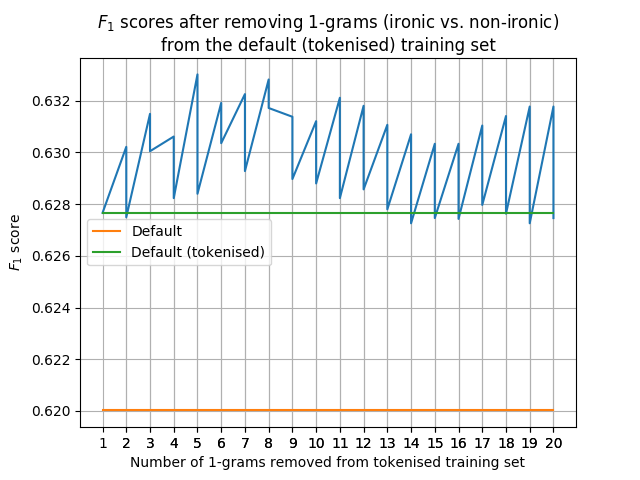 F₁ scores after removing 1-grams (ironic vs. non-ironic)
from the default (tokenised) training set
F₁ score
0.632
0.630
0.628
0.626
0.624
0.622
0.620
Default
Default (tokenised)
1 2 3 4 5 6 7 8 9 10 11 12 13 14 15 16 17 18 19 20
Number of 1-grams removed from tokenised training set